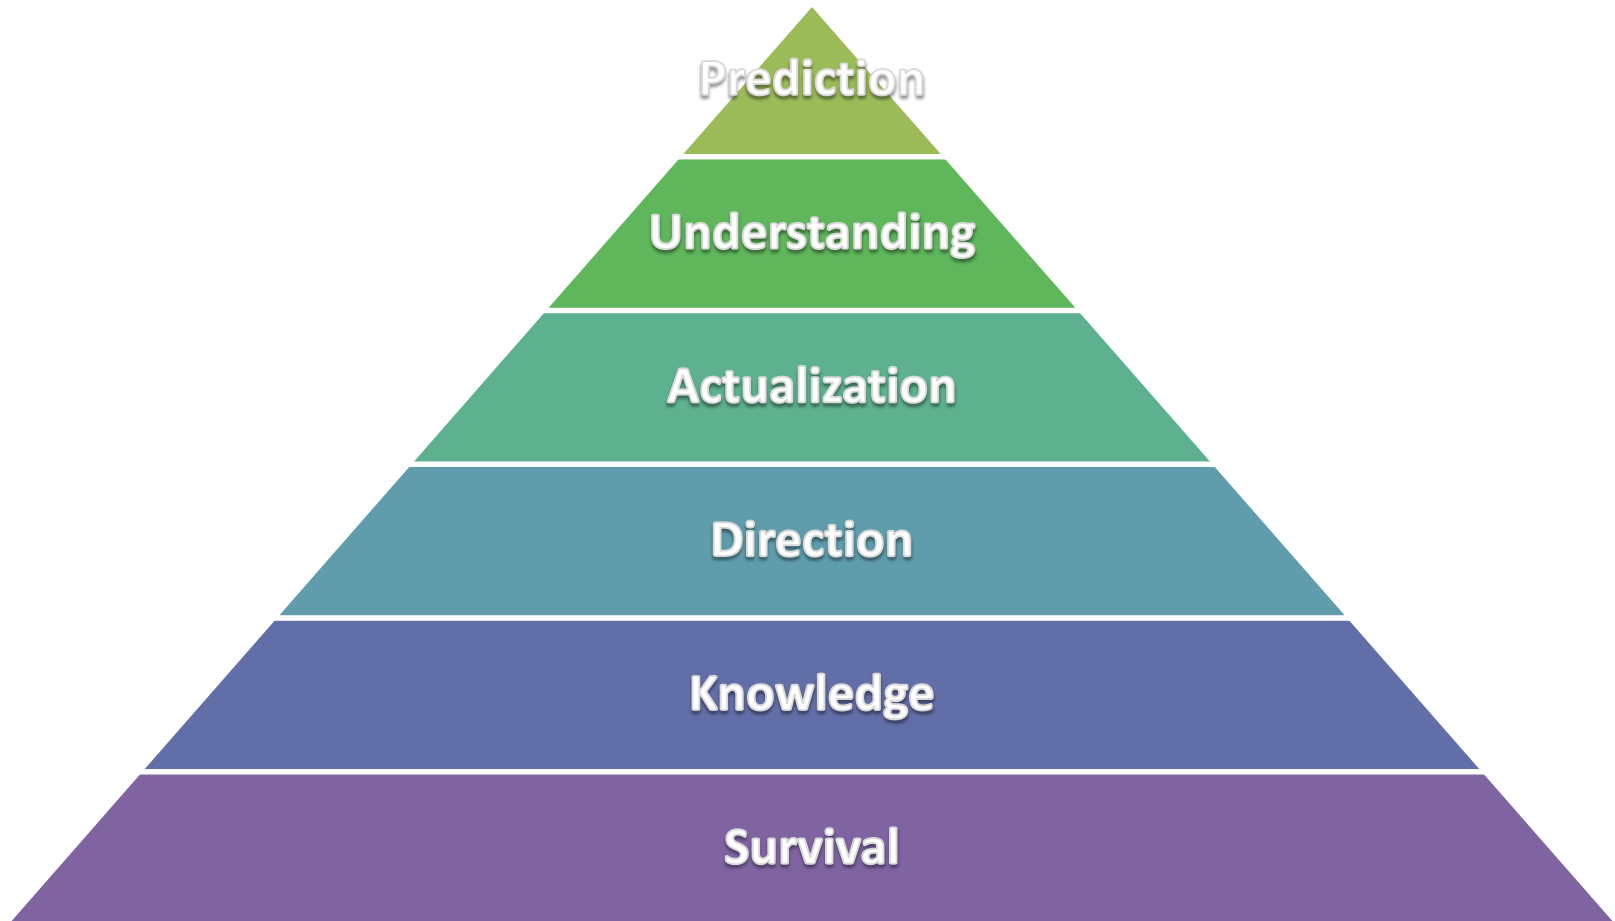 Prediction
Understanding
Actualization
Direction
Knowledge
Survival